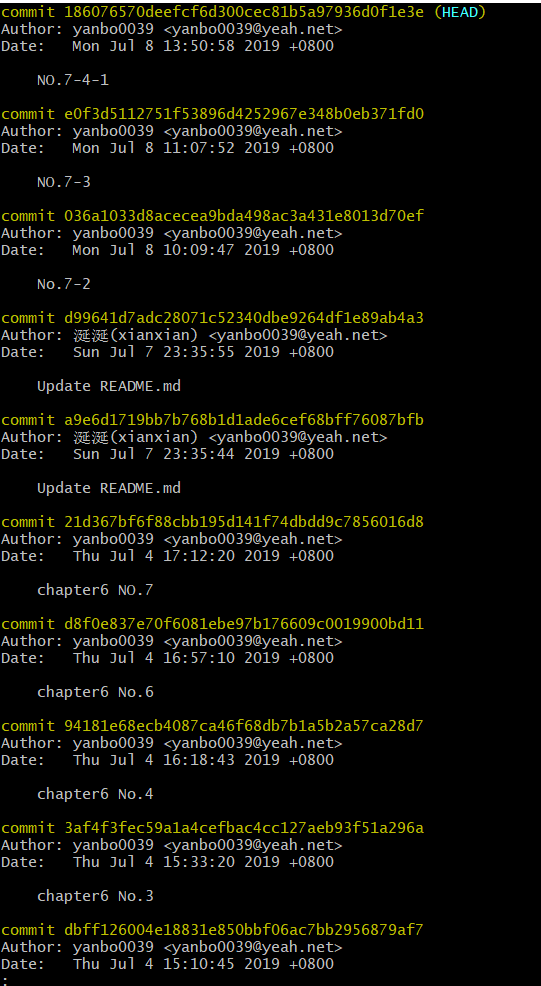 commit 186076570deefcf6d300cec81b5a97936d0f1e3e (HEAD)
Author: yanbo0039 <yanbo0039@yeah.net>
Date:   Mon Jul 8 13:50:58 2019 +0800
NO.7-4-1
commit e0f3d5112751f53896d4252967e348b0eb371fd0
Author: yanbo0039 <yanbo0039@yeah.net>
Date:   Mon Jul 8 11:07:52 2019 +0800
NO.7-3
commit 036a1033d8acecea9bda498ac3a431e8013d70ef
Author: yanbo0039 <yanbo0039@yeah.net>
Date:   Mon Jul 8 10:09:47 2019 +0800
No.7-2
commit d99641d7adc28071c52340dbe9264df1e89ab4a3
Author: 涎涎(xianxian) <yanbo0039@yeah.net>
Date:   Sun Jul 7 23:35:55 2019 +0800
Update README.md
commit a9e6d1719bb7b768b1d1ade6cef68bff76087bfb
Author: 涎涎(xianxian) <yanbo0039@yeah.net>
Date:   Sun Jul 7 23:35:44 2019 +0800
Update README.md
commit 21d367bf6f88cbb195d141f74dbdd9c7856016d8
Author: yanbo0039 <yanbo0039@yeah.net>
Date:   Thu Jul 4 17:12:20 2019 +0800
chapter6 NO.7
commit d8f0e837e70f6081ebe97b176609c0019900bd11
Author: yanbo0039 <yanbo0039@yeah.net>
Date:   Thu Jul 4 16:57:10 2019 +0800
chapter6 No.6
commit 94181e68ecb4087ca46f68db7b1a5b2a57ca28d7
Author: yanbo0039 <yanbo0039@yeah.net>
Date:   Thu Jul 4 16:18:43 2019 +0800
chapter6 No.4
commit 3af4f3fec59a1a4cefbac4cc127aeb93f51a296a
Author: yanbo0039 <yanbo0039@yeah.net>
Date:   Thu Jul 4 15:33:20 2019 +0800
chapter6 No.3
commit dbff126004e18831e850bbf06ac7bb2956879af7
Author: yanbo0039 <yanbo0039@yeah.net>
Date:   Thu Jul 4 15:10:45 2019 +0800
: